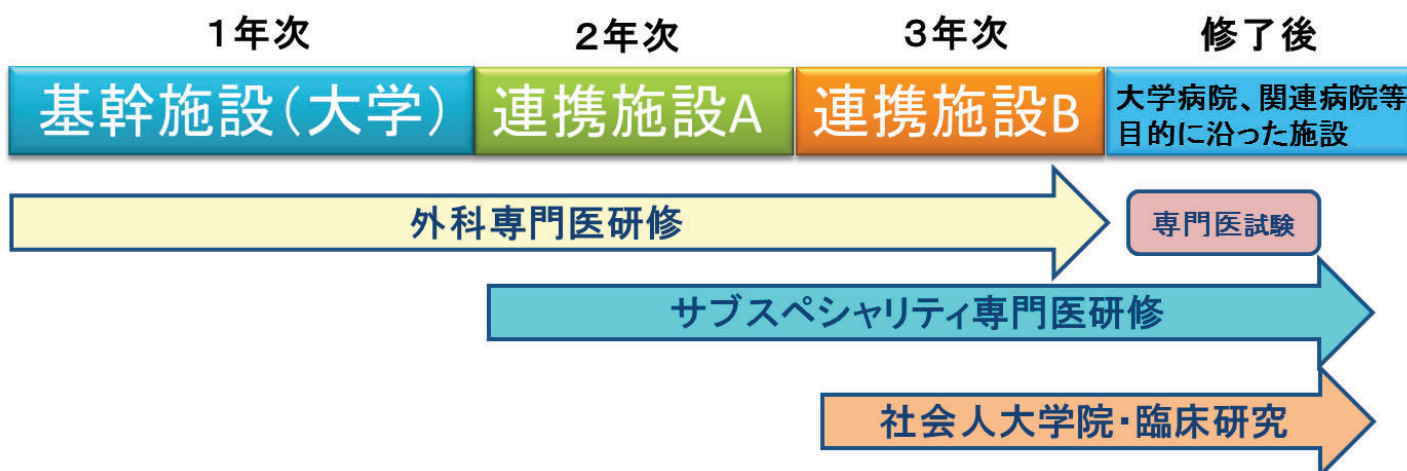 1年次
2年次
3年次
修了後
基幹施設(大学)
連携施設A
連携施設B
大学病院、関連病院等
目的に沿った施設
外科専門医研修
専門医試験
サブスペシャリティ専門医研修
社会人大学院・臨床研究